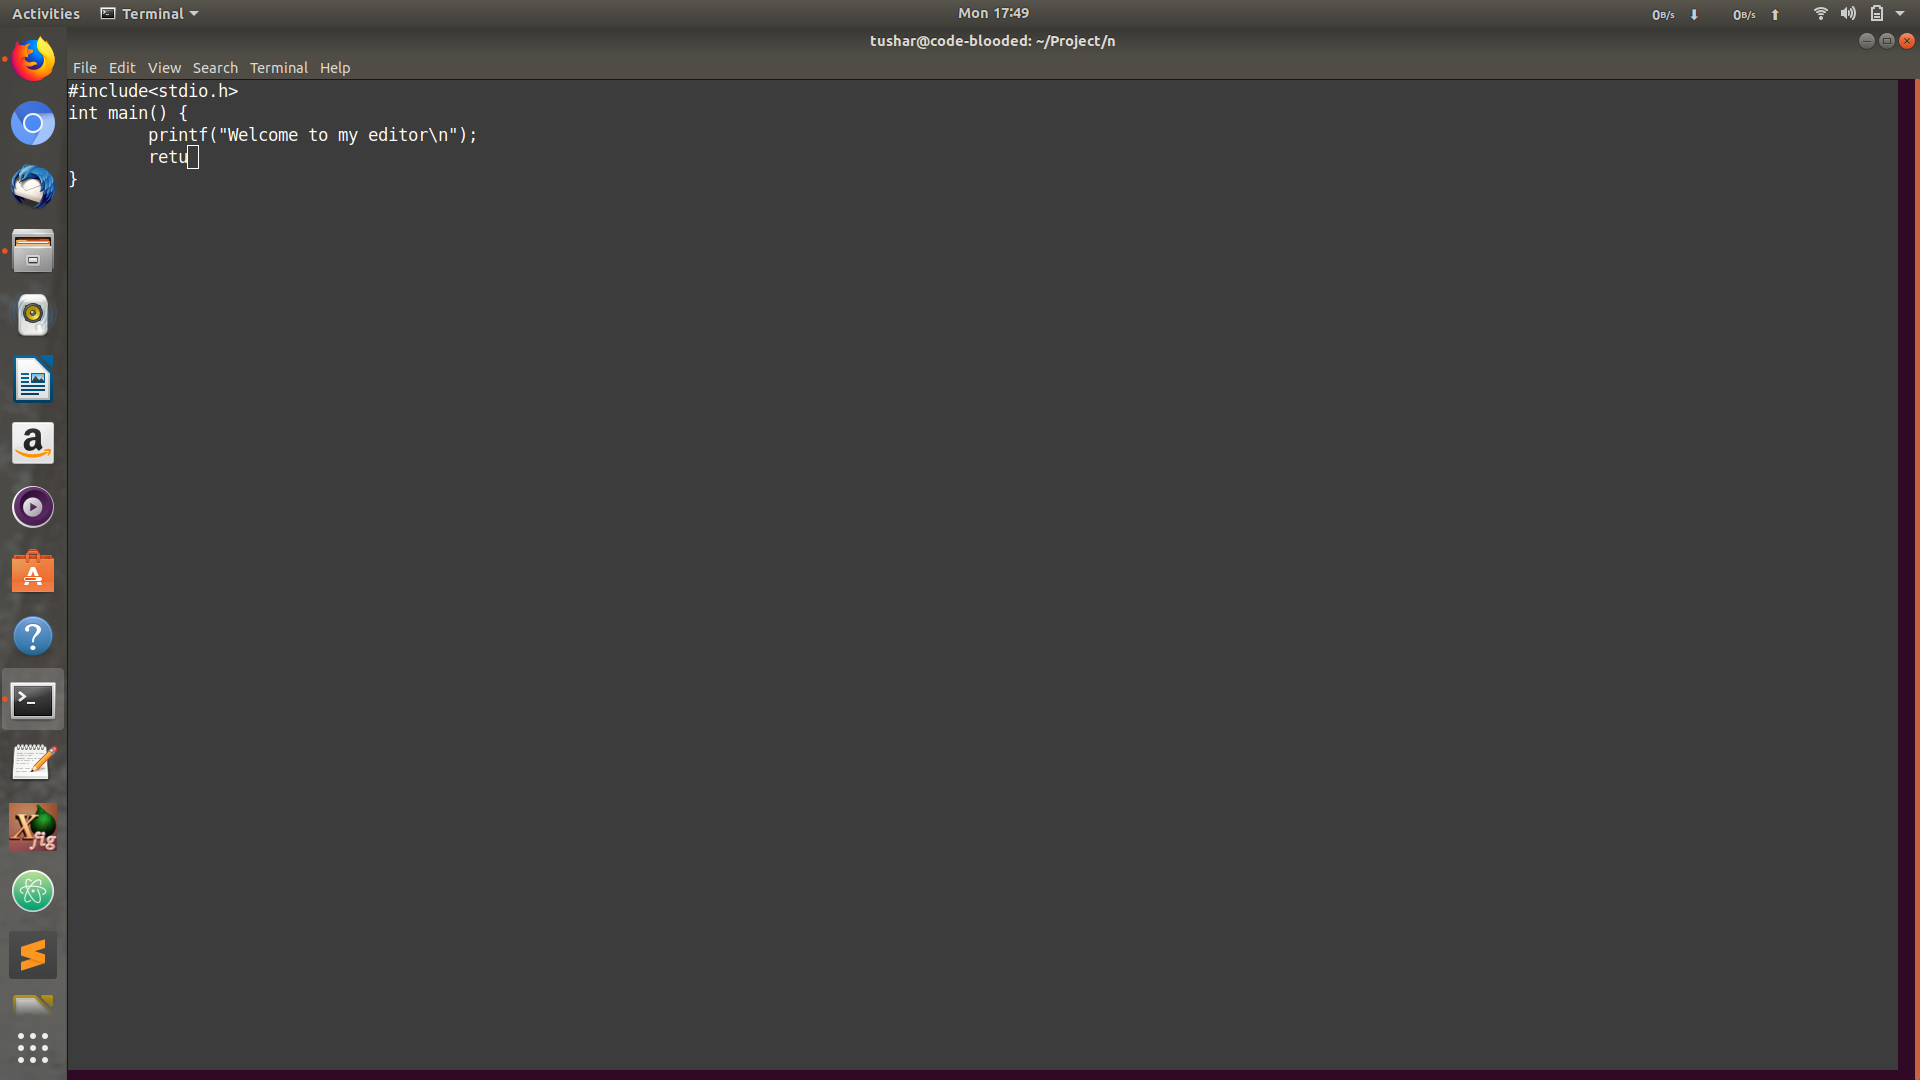 Activities Terminal Mon 17:49 0B/s 0B/s
tushar@code-blooded: ~/Project/n
File Edit View Search Terminal Help
#include<stdio.h>
int main() {
        printf("Welcome to my editor\n");
        retu
}
a
A
?
>_
X
fig